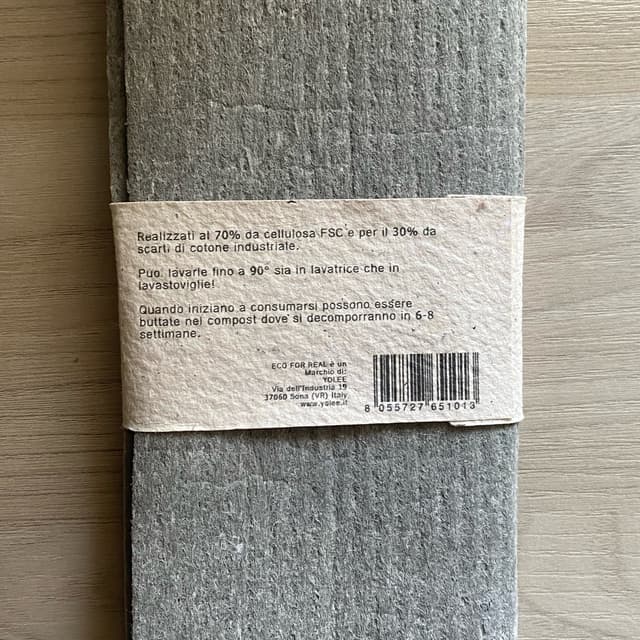 Realizzati al 70% da cellulosa FSC e per il 30% da
scarti di cotone industriale.
Puoi lavarle fino a 90° sia in lavatrice che in
lavastoviglie!
Quando iniziano a consumarsi possono essere
buttate nel compost dove si decomporranno in 6-8
settimane.
ECO FOR REAL è un
Marchio di:
YOLEE
Via dell'Industria 19
37060 Sona (VR) Italy
www.yolee.it
8 055727 651013